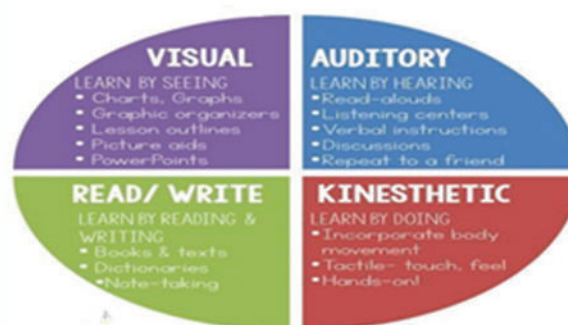 VISUAL
LEARN BY SEEING
• Charts, Graphs
• Graphic organizers
• Lesson outlines
• Picture aids
• PowerPoints
AUDITORY
LEARN BY HEARING
•Read-alouds
•Listening centers
•Verbal instructions
•Discussions
•Repeat to a friend
READ/ WRITE
LEARN BY READING &
WRITING
• Books & texts
• Dictionaries
•Note-taking
KINESTHETIC
LEARN BY DOING
•Incorporate body
movement
•Tactile- touch, feel
•Hands-on!